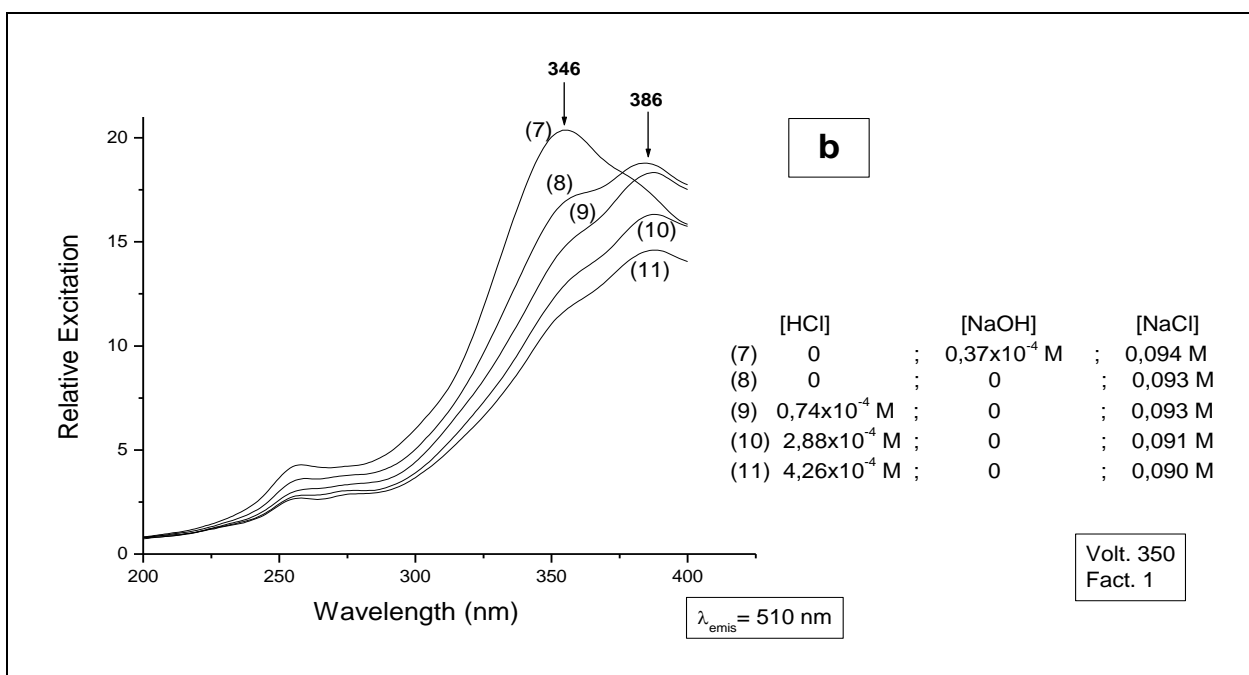 346
386
b
(7)
(8)
(9)
(10)
(11)
20
15
10
5
0
Relative Excitation
200 250 300 350 400
Wavelength (nm)
λemis= 510 nm
[HCl] [NaOH] [NaCl]
(7) 0 ; 0,37x10⁻⁴ M ; 0,094 M
(8) 0 ; 0 ; 0,093 M
(9) 0,74x10⁻⁴ M ; 0 ; 0,093 M
(10) 2,88x10⁻⁴ M ; 0 ; 0,091 M
(11) 4,26x10⁻⁴ M ; 0 ; 0,090 M
Volt. 350
Fact. 1